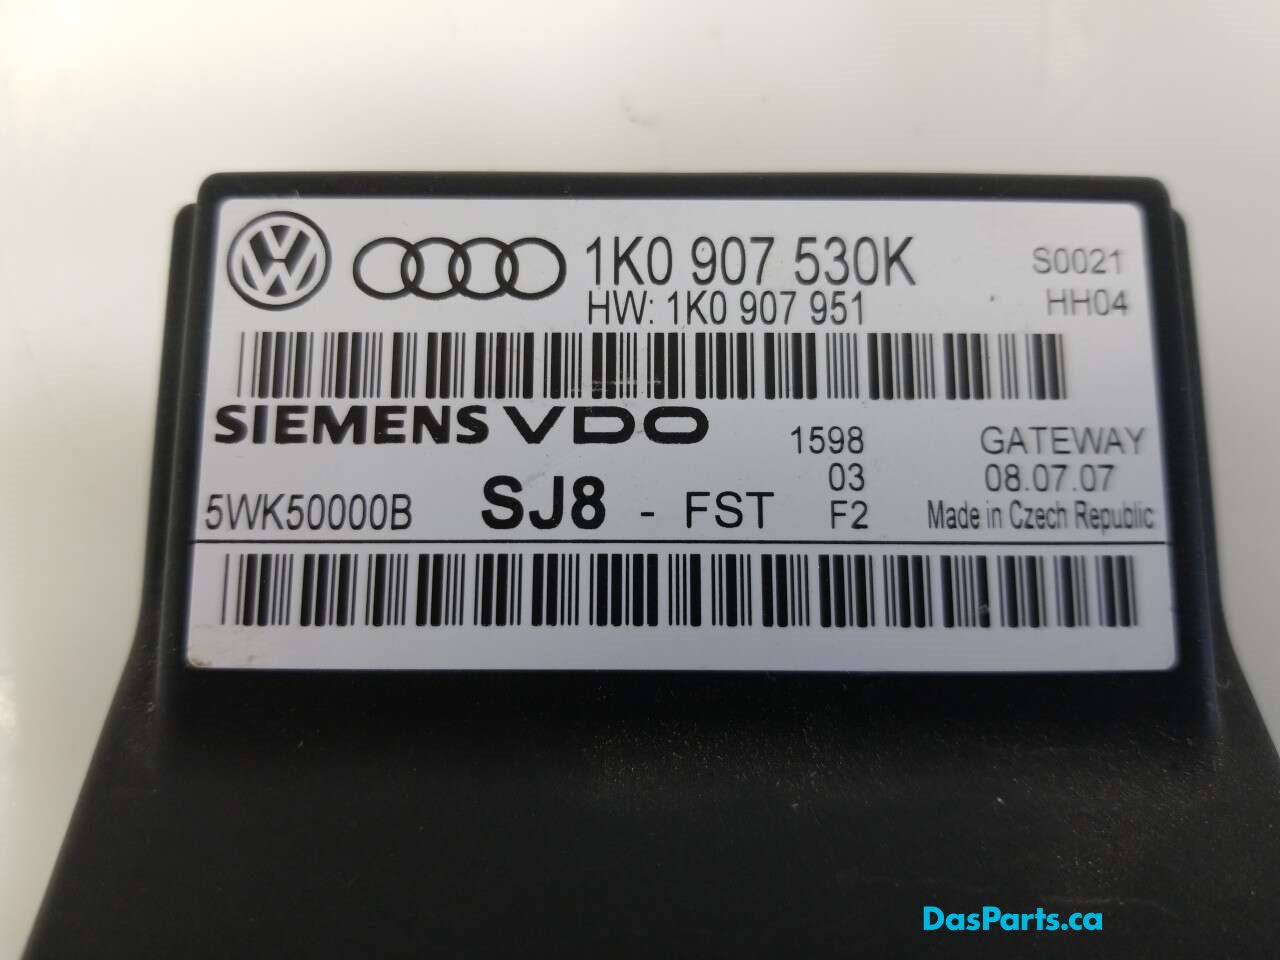 1K0 907 530K S0021
HW: 1K0 907 951 HH04
SIEMENS VDO 1598 GATEWAY
03 08.07.07
5WK50000B SJ8 - FST F2 Made in Czech Republic
DasParts.ca